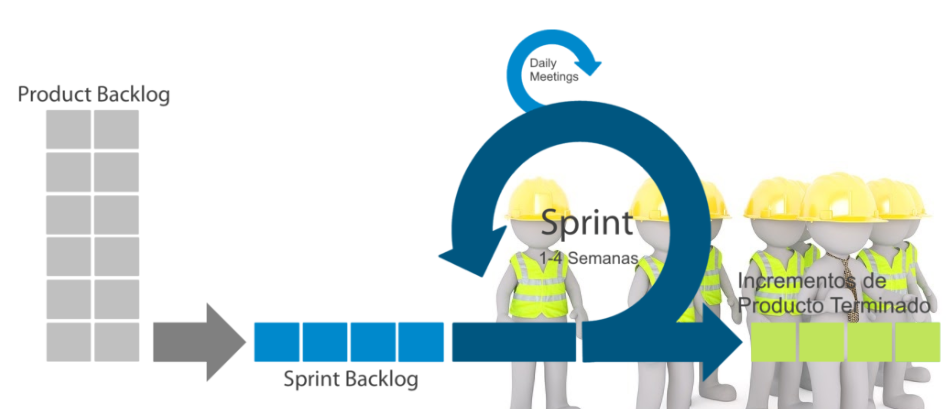 Daily
Meetings
Product Backlog
Sprint
1-4 Semanas
Incrementos de
Producto Terminado
Sprint Backlog